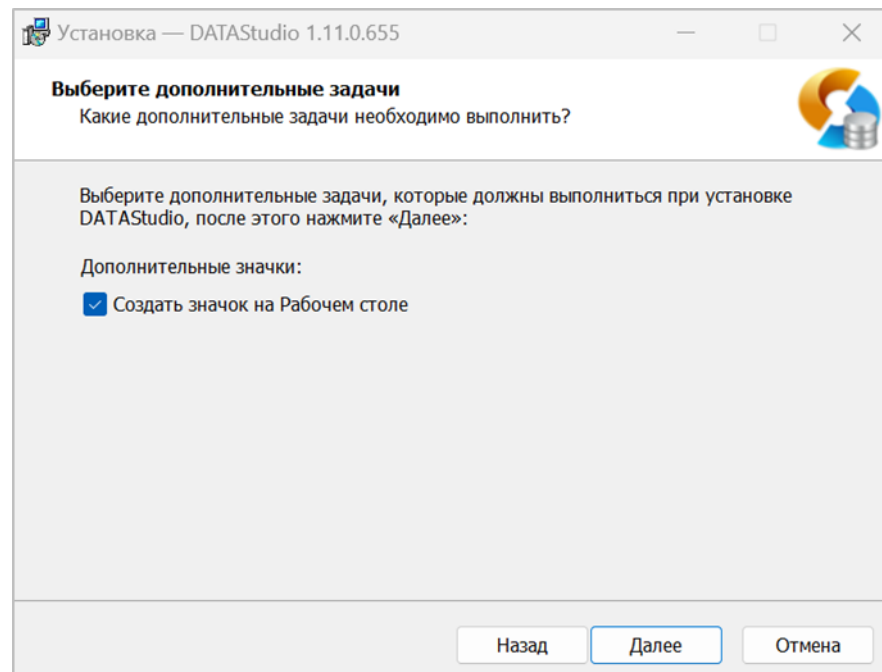 Установка — DATAStudio 1.11.0.655
Выберите дополнительные задачи
Какие дополнительные задачи необходимо выполнить?
Выберите дополнительные задачи, которые должны выполниться при установке
DATAStudio, после этого нажмите «Далее»:
Дополнительные значки:
Создать значок на Рабочем столе
Назад
Далее
Отмена